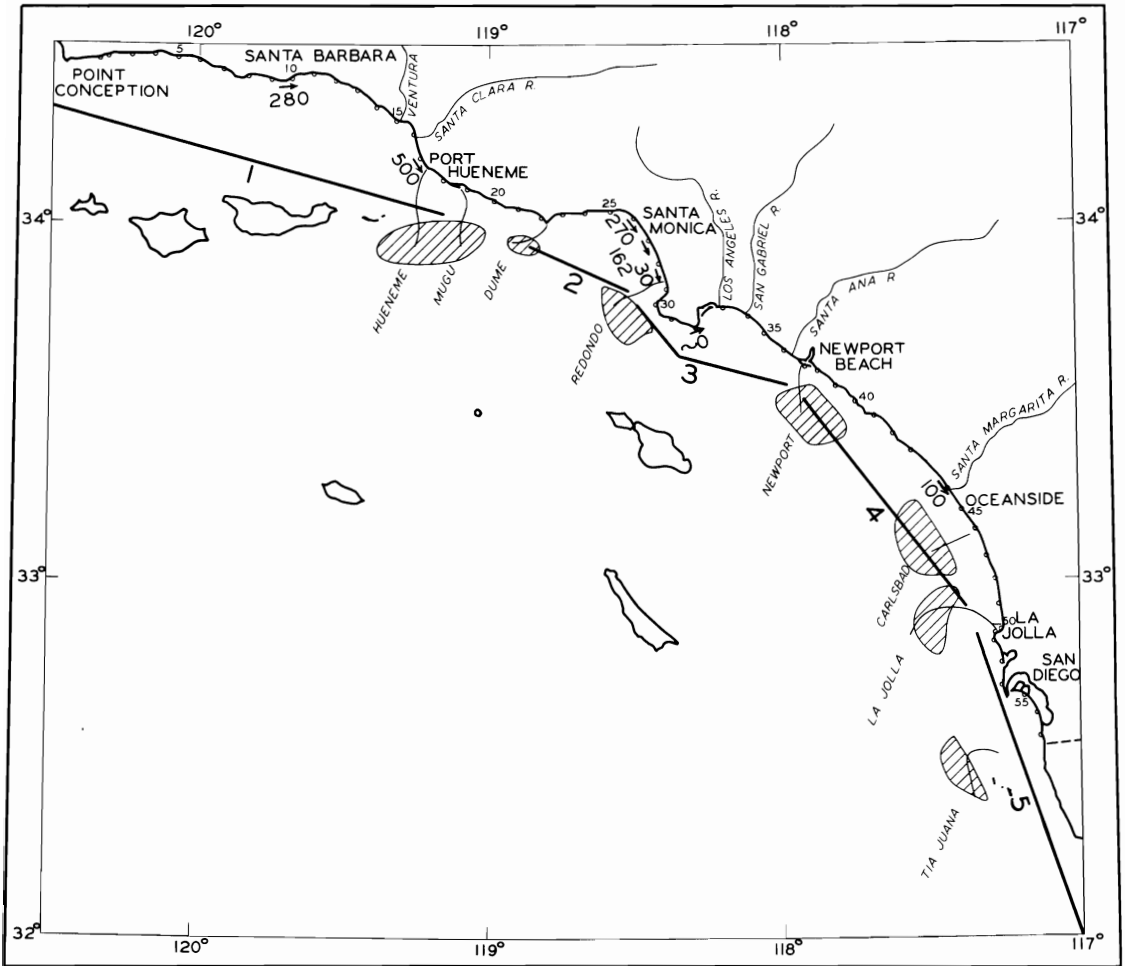 120°
119°
118°
117°
POINT
CONCEPTION
5
SANTA BARBARA
10
280
15
VENTURA
SANTA CLARA R.
500
PORT
HUENEME
20
25
SANTA
MONICA
270
162
30
30
LOS ANGELES R.
SAN GABRIEL R.
SANTA ANA R
35
NEWPORT
BEACH
40
SANTA MARGARITA R.
100
OCEANSIDE
45
50
LA
JOLLA
SAN
DIEGO
55
34°
34°
33°
33°
32°
1
2
3
4
5
HUENEME
MUGU
DUME
REDONDO
NEWPORT
CARLSBAD
LA JOLLA
TIA JUANA
120°
119°
118°
117°